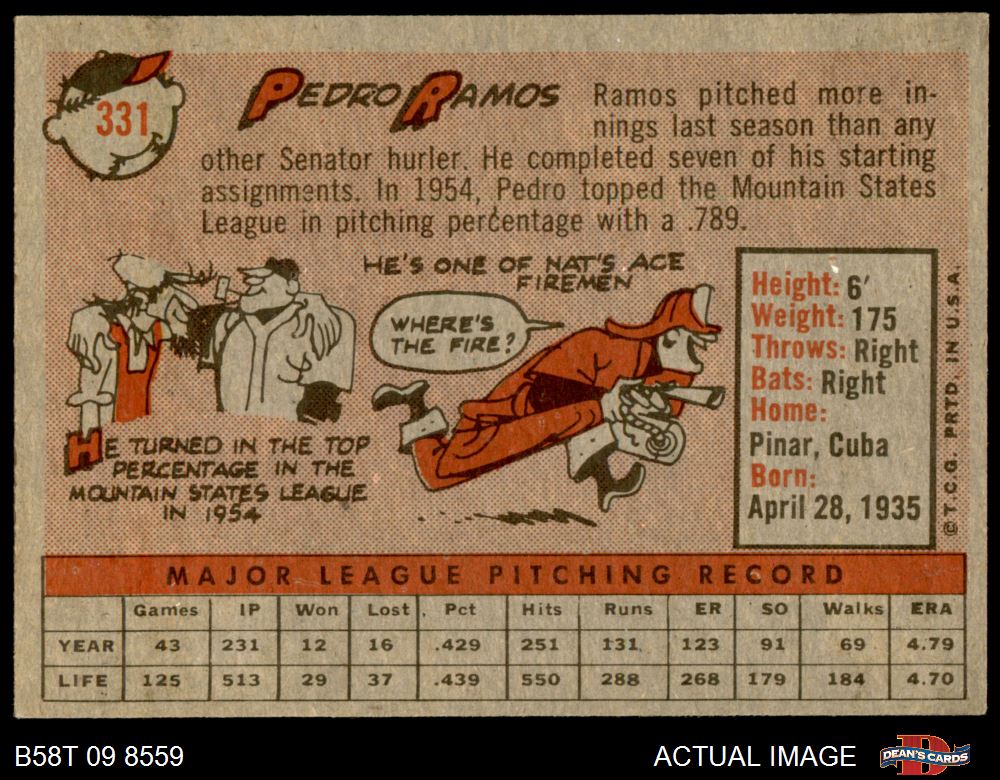 331
PEDRO RAMOS
Ramos pitched more in-
nings last season than any
other Senator hurler. He completed seven of his starting
assignments. In 1954, Pedro topped the Mountain States
League in pitching percentage with a .789.
HE TURNED IN THE TOP
PERCENTAGE IN THE
MOUNTAIN STATES LEAGUE
IN 1954
HE'S ONE OF NAT'S ACE
FIREMEN
WHERE'S
THE FIRE?
Height: 6'
Weight: 175
Throws: Right
Bats: Right
Home:
Pinar, Cuba
Born:
April 28, 1935
© T.C.G. PRTD. IN U.S.A.
MAJOR LEAGUE PITCHING RECORD
Games IP Won Lost Pct Hits Runs ER SO Walks ERA
YEAR 43 231 12 16 .429 251 131 123 91 69 4.79
LIFE 125 513 29 37 .439 550 288 268 179 184 4.70
B58T 09 8559
ACTUAL IMAGE
DEAN'S CARDS